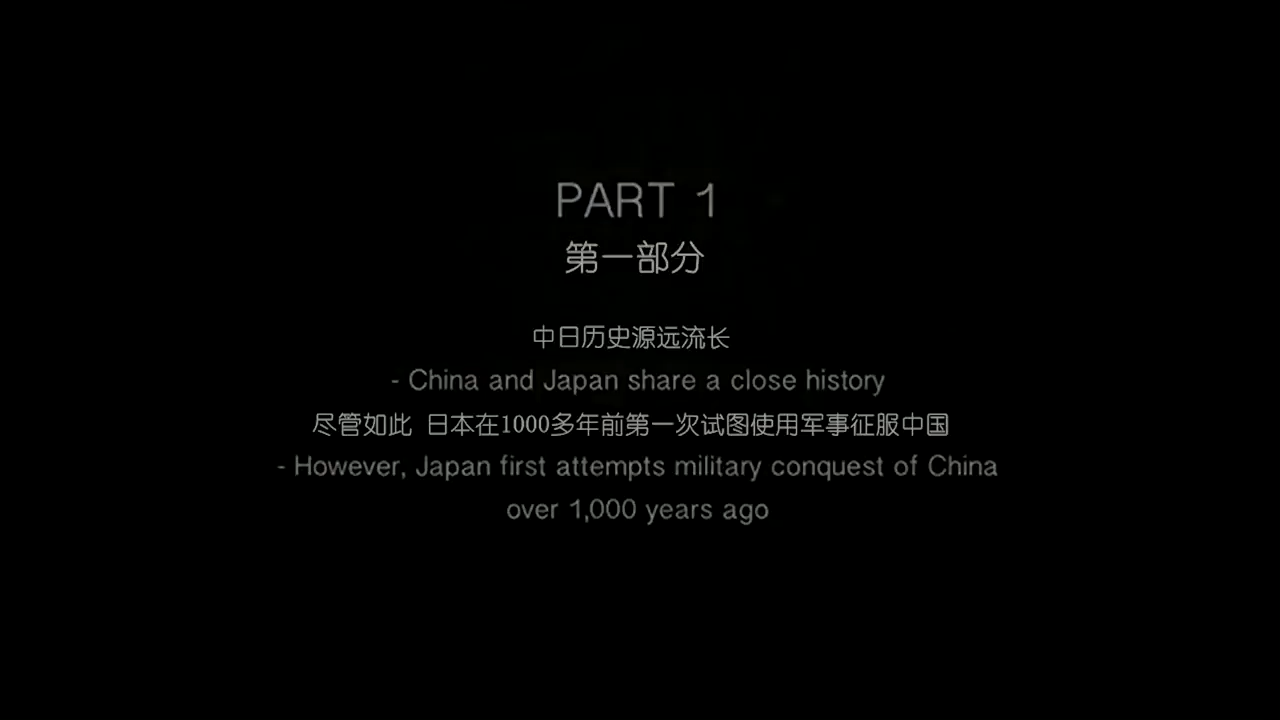 PART 1
第一部分
中日历史源远流长
- China and Japan share a close history
尽管如此 日本在1000多年前第一次试图使用军事征服中国
- However, Japan first attempts military conquest of China
over 1,000 years ago